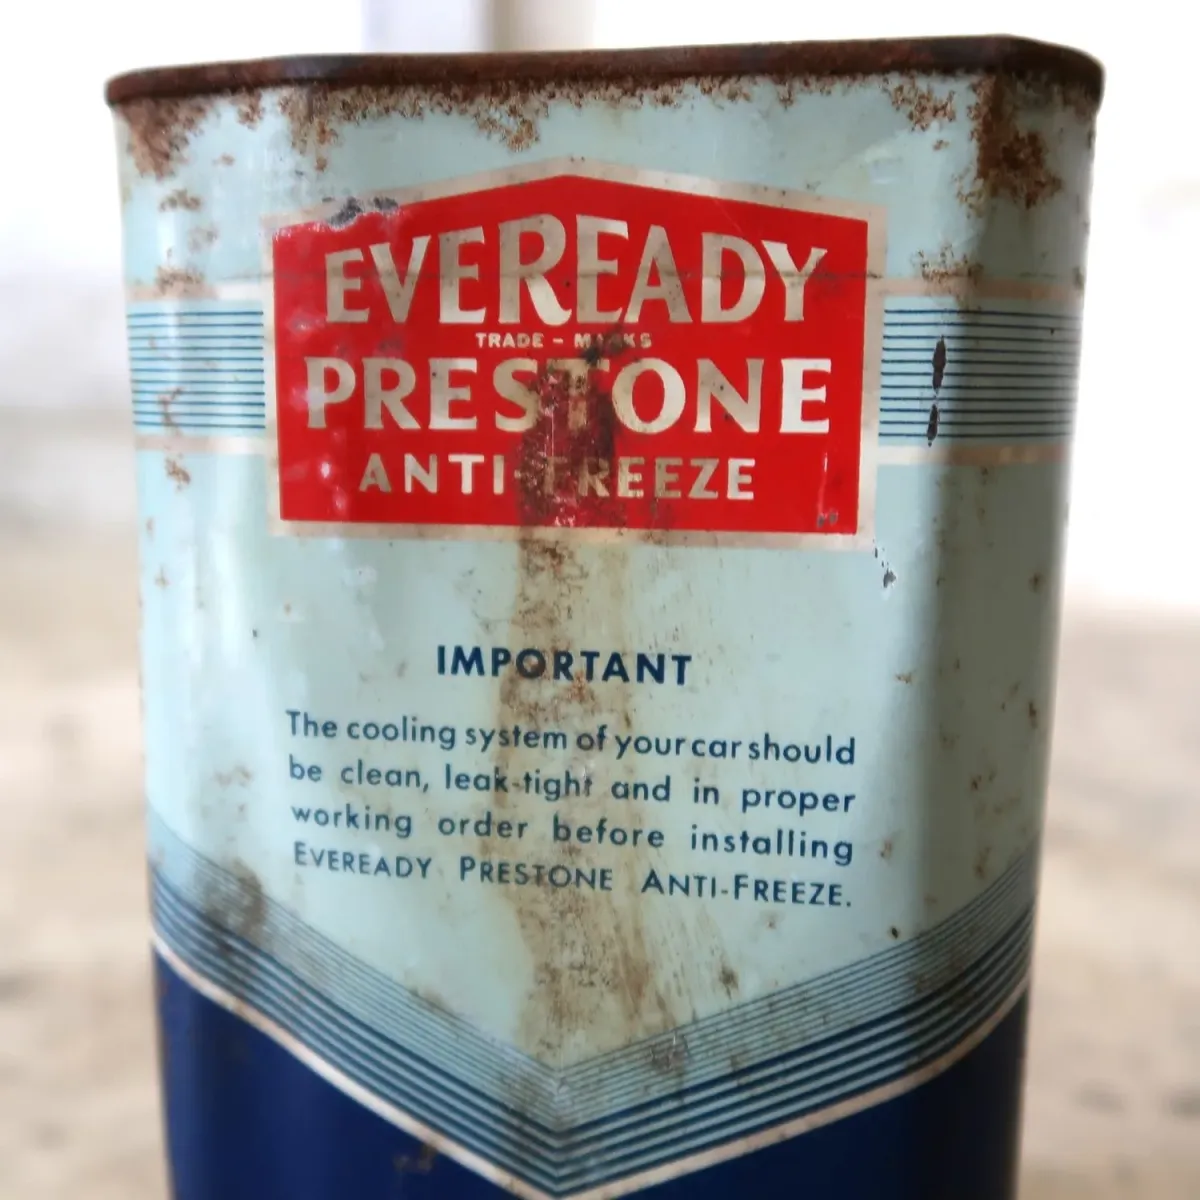 EVEREADY
TRADE - MARKS
PRESTONE
ANTI-FREEZE
IMPORTANT
The cooling system of your car should
be clean, leak-tight and in proper
working order before installing
EVEREADY PRESTONE ANTI-FREEZE.